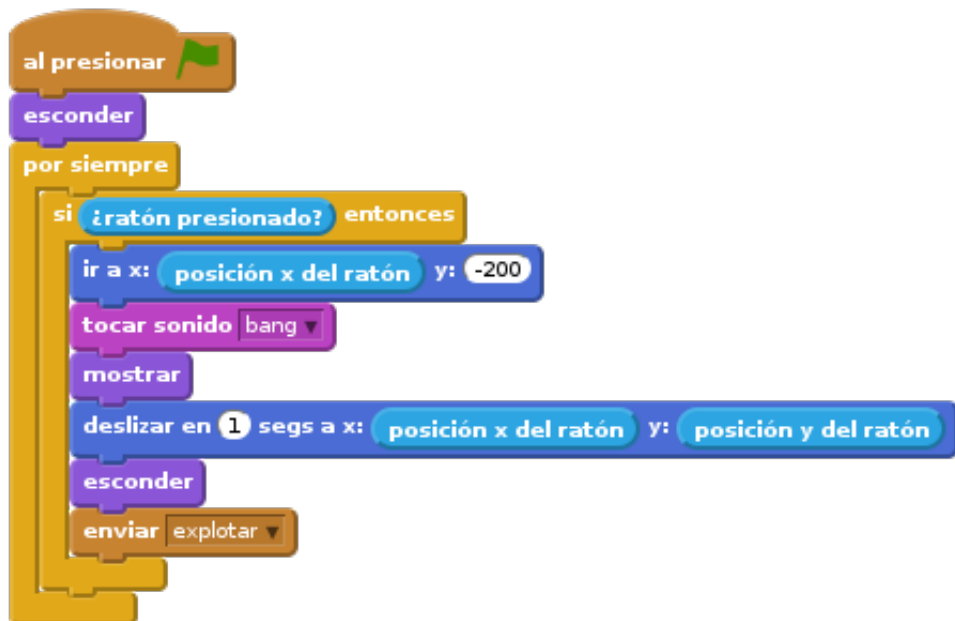 al presionar
esconder
por siempre
si ¿ratón presionado? entonces
ir a x: posición x del ratón y: -200
tocar sonido bang
mostrar
deslizar en 1 segs a x: posición x del ratón y: posición y del ratón
esconder
enviar explotar